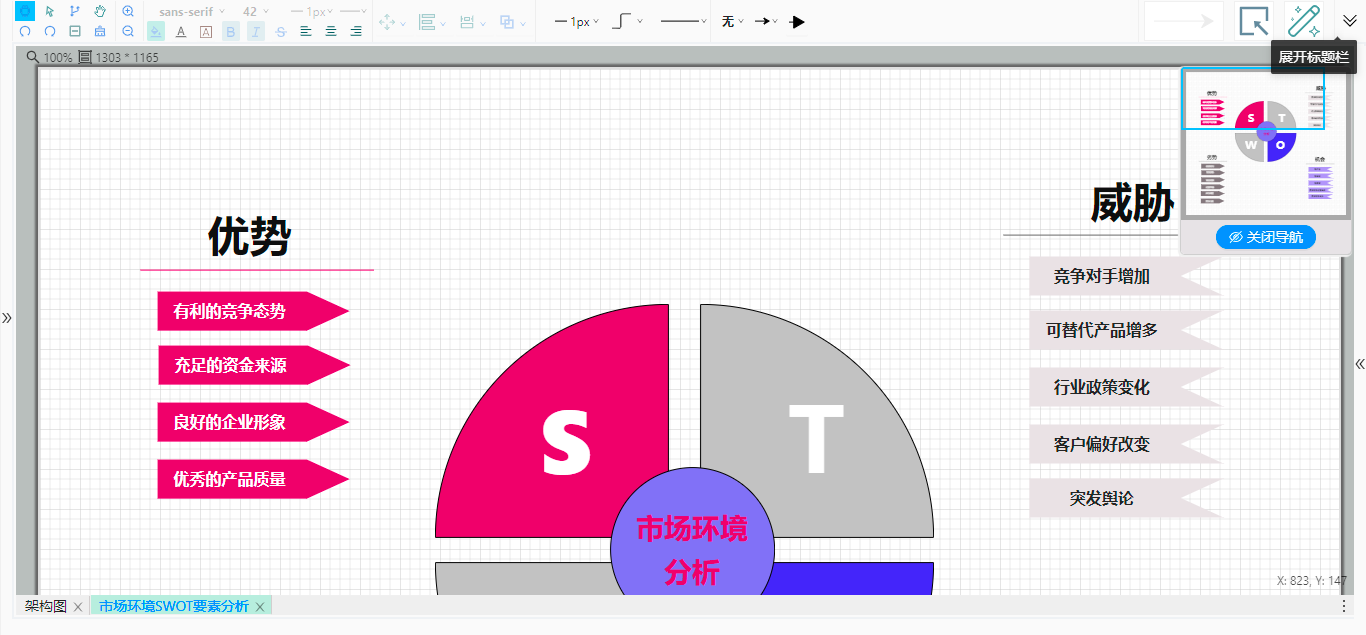 sans-serif 42 1px
A A B I S
1px 无
展开标题栏
100% 1303 * 1165
优势
有利的竞争态势
充足的资金来源
良好的企业形象
优秀的产品质量
S
T
市场环境
分析
威胁
竞争对手增加
可替代产品增多
行业政策变化
客户偏好改变
突发舆论
优势
S T
W O
劣势
机会
关闭导航
X: 823, Y: 147
架构图 市场环境SWOT要素分析